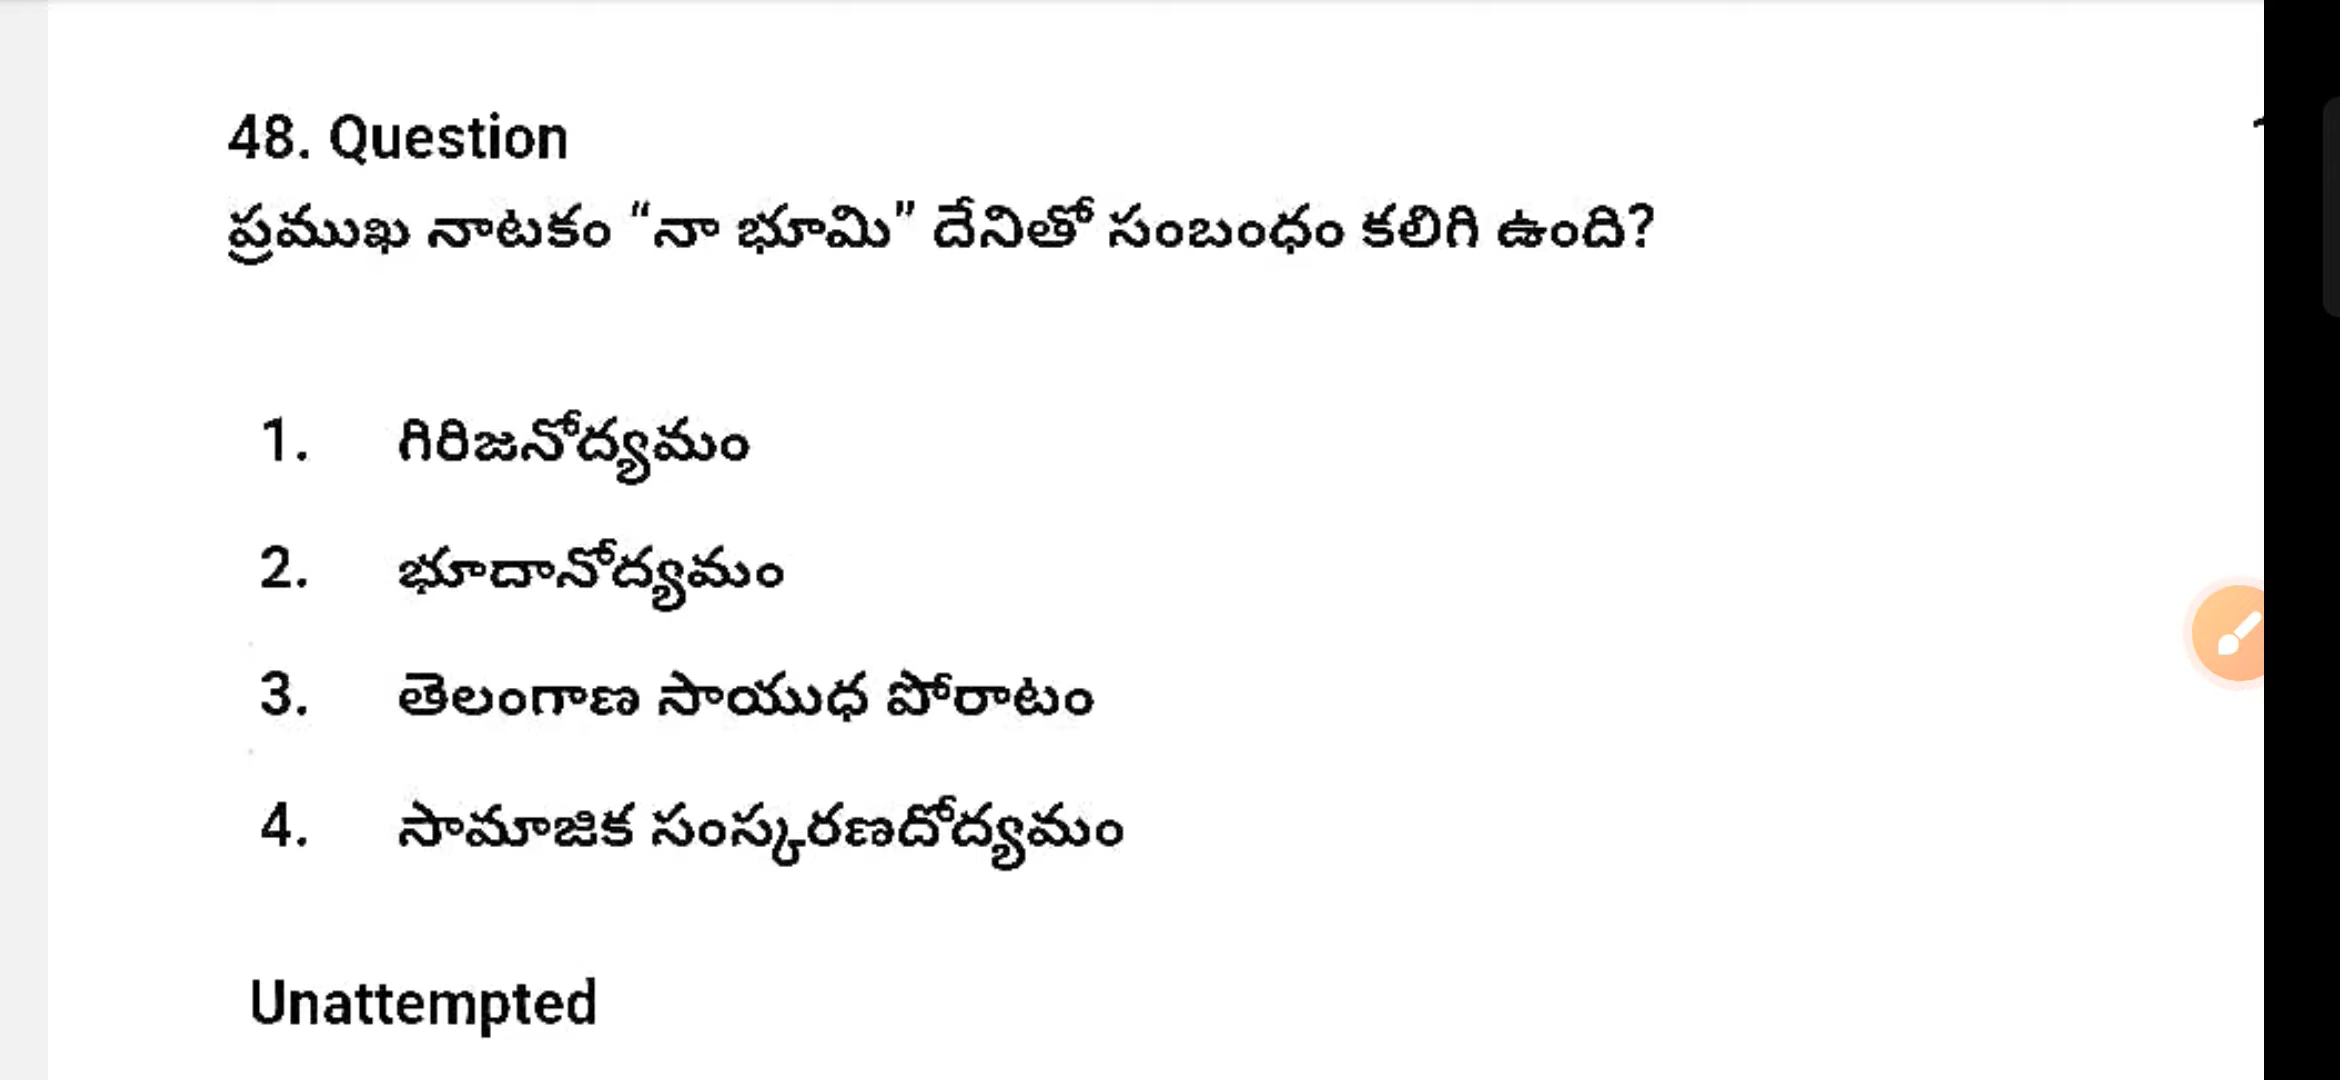 48. Question
ప్రముఖ నాటకం “నా భూమి” దేనితో సంబంధం కలిగి ఉంది?
1. గిరిజనోద్యమం
2. భూదానోద్యమం
3. తెలంగాణ సాయుధ పోరాటం
4. సామాజిక సంస్కరణదోద్యమం
Unattempted